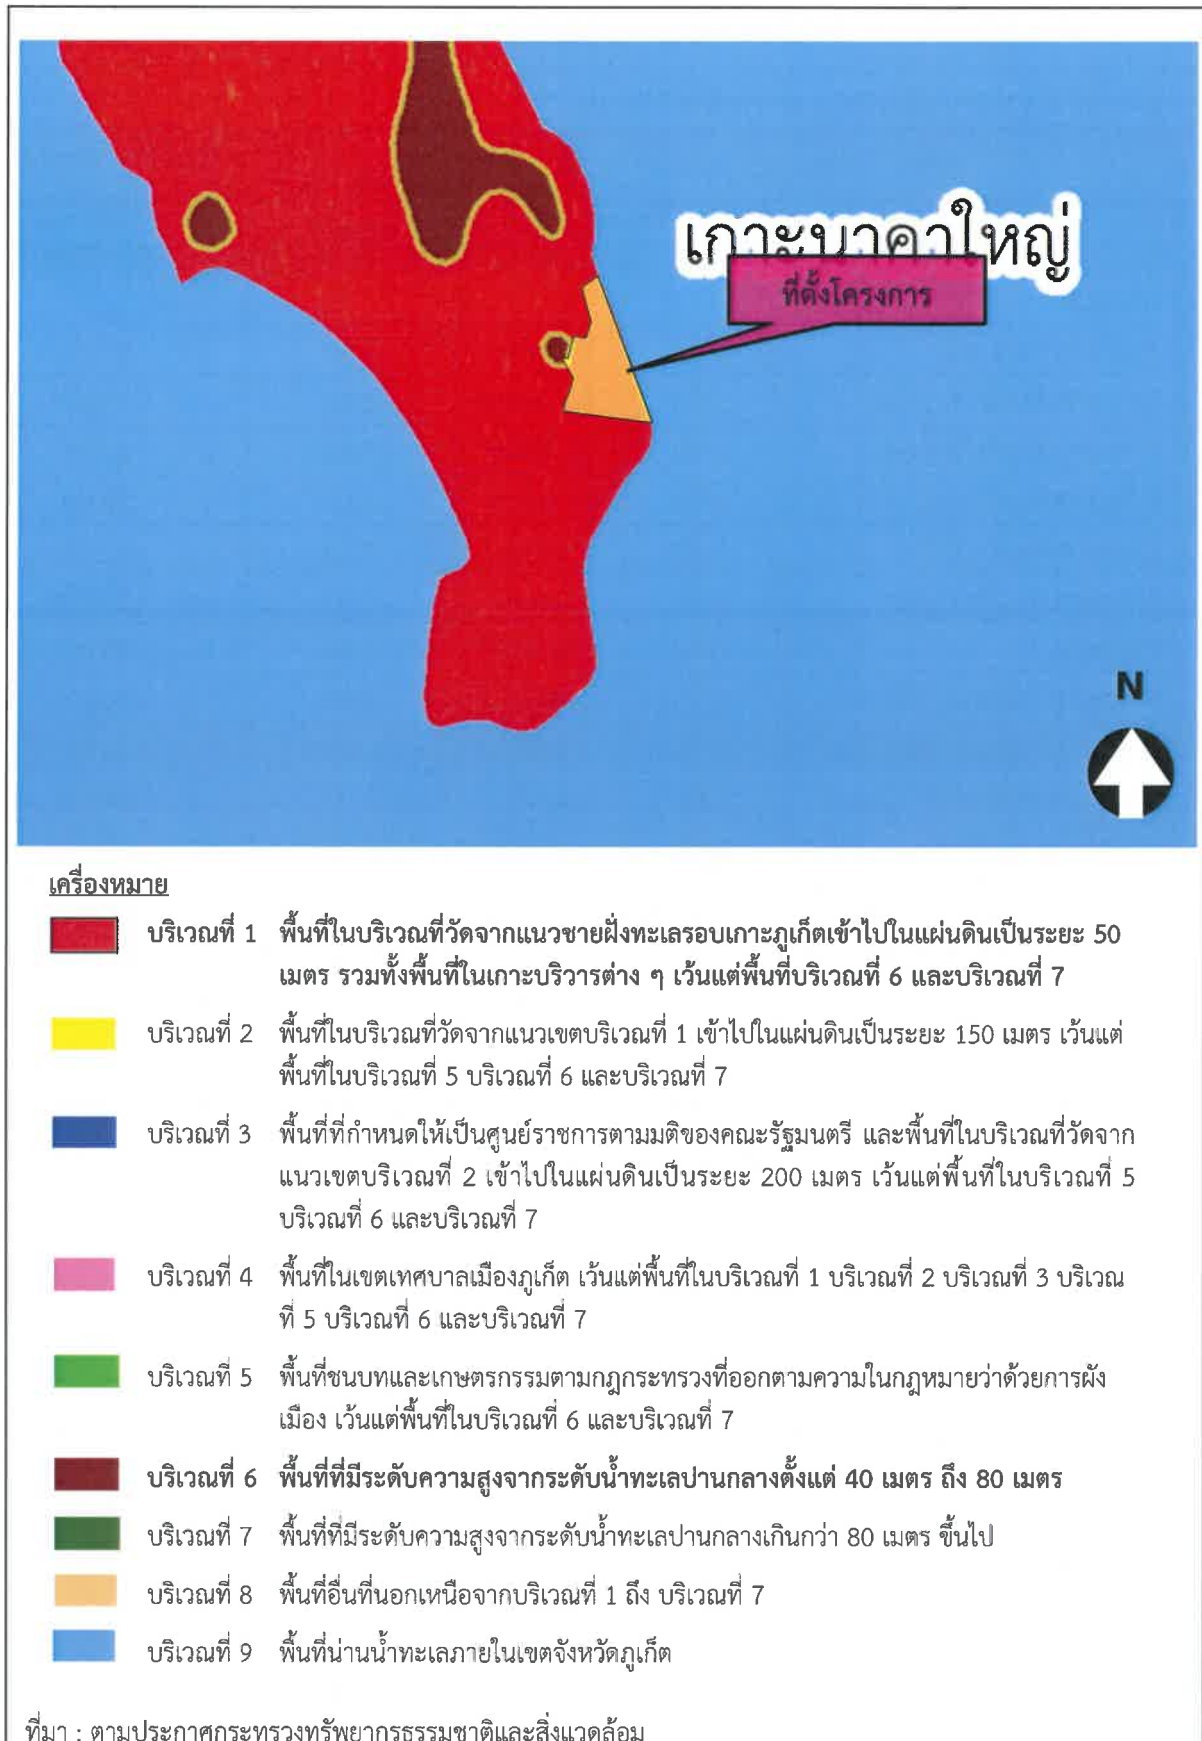 เกาะนาคาใหญ่
ที่ตั้งโครงการ
N
เครื่องหมาย
บริเวณที่ 1 พื้นที่ในบริเวณที่วัดจากแนวชายฝั่งทะเลรอบเกาะภูเก็ตเข้าไปในแผ่นดินเป็นระยะ 50
เมตร รวมทั้งพื้นที่ในเกาะบริวารต่าง ๆ เว้นแต่พื้นที่บริเวณที่ 6 และบริเวณที่ 7
บริเวณที่ 2 พื้นที่ในบริเวณที่วัดจากแนวเขตบริเวณที่ 1 เข้าไปในแผ่นดินเป็นระยะ 150 เมตร เว้นแต่
พื้นที่ในบริเวณที่ 5 บริเวณที่ 6 และบริเวณที่ 7
บริเวณที่ 3 พื้นที่ที่กำหนดให้เป็นศูนย์ราชการตามมติของคณะรัฐมนตรี และพื้นที่ในบริเวณที่วัดจาก
แนวเขตบริเวณที่ 2 เข้าไปในแผ่นดินเป็นระยะ 200 เมตร เว้นแต่พื้นที่ในบริเวณที่ 5
บริเวณที่ 6 และบริเวณที่ 7
บริเวณที่ 4 พื้นที่ในเขตเทศบาลเมืองภูเก็ต เว้นแต่พื้นที่ในบริเวณที่ 1 บริเวณที่ 2 บริเวณที่ 3 บริเวณ
ที่ 5 บริเวณที่ 6 และบริเวณที่ 7
บริเวณที่ 5 พื้นที่ชนบทและเกษตรกรรมตามกฎกระทรวงที่ออกตามความในกฎหมายว่าด้วยการผัง
เมือง เว้นแต่พื้นที่ในบริเวณที่ 6 และบริเวณที่ 7
บริเวณที่ 6 พื้นที่ที่มีระดับความสูงจากระดับน้ำทะเลปานกลางตั้งแต่ 40 เมตร ถึง 80 เมตร
บริเวณที่ 7 พื้นที่ที่มีระดับความสูงจากระดับน้ำทะเลปานกลางเกินกว่า 80 เมตร ขึ้นไป
บริเวณที่ 8 พื้นที่อื่นที่นอกเหนือจากบริเวณที่ 1 ถึง บริเวณที่ 7
บริเวณที่ 9 พื้นที่น่านน้ำทะเลภายในเขตจังหวัดภูเก็ต
ที่มา : ตามประกาศกระทรวงทรัพยากรธรรมชาติและสิ่งแวดล้อม